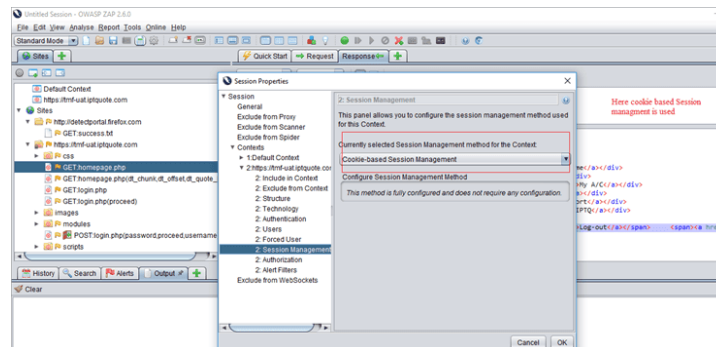 Untitled Session - OWASP ZAP 2.6.0
File Edit View Analyse Report Tools Online Help
Standard Mode
Sites
Quick Start
Request
Response
Default Context
https://tmf-uat.iptquote.com
Sites
http://detectportal.firefox.com
GET:success.txt
https://tmf-uat.iptquote.com
css
GET:homepage.php
GET:homepage.php(dt_chunk,dt_offset,dt_quote_
GET:login.php
GET:login.php(proceed)
images
modules
POST:login.php(password,proceed,username
scripts
History
Search
Alerts
Output
Clear
Session Properties
Session
General
Exclude from Proxy
Exclude from Scanner
Exclude from Spider
Contexts
1:Default Context
2:https://tmf-uat.iptquote.co
2: Include in Context
2: Exclude from Context
2: Structure
2: Technology
2: Authentication
2: Users
2: Forced User
2: Session Management
2: Authorization
2: Alert Filters
Exclude from WebSockets
2: Session Management
This panel allows you to configure the session management method used
for this Context.
Currently selected Session Management method for the Context:
Cookie-based Session Management
Configure Session Management Method
This method is fully configured and does not require any configuration.
Cancel
OK
Here cookie based Session
managment is used
me</a></div>
div>
>My A/C</a></div>
></div>
ort</a></div>
IPTQ</a></div>
>Log-out</a></span> <span><a